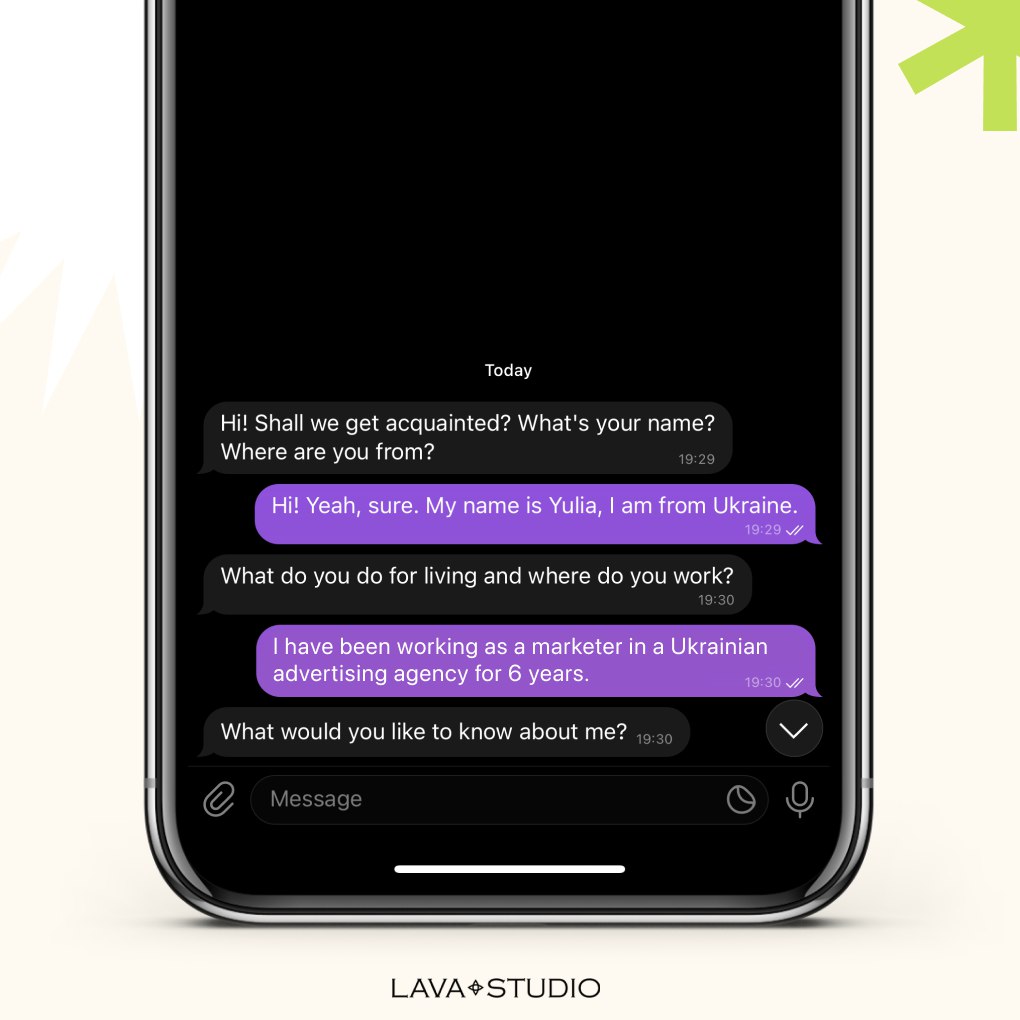 Today
Hi! Shall we get acquainted? What's your name?
Where are you from?
19:29
Hi! Yeah, sure. My name is Yulia, I am from Ukraine.
19:29
What do you do for living and where do you work?
19:30
I have been working as a marketer in a Ukrainian
advertising agency for 6 years.
19:30
What would you like to know about me?
19:30
Message
LAVA STUDIO